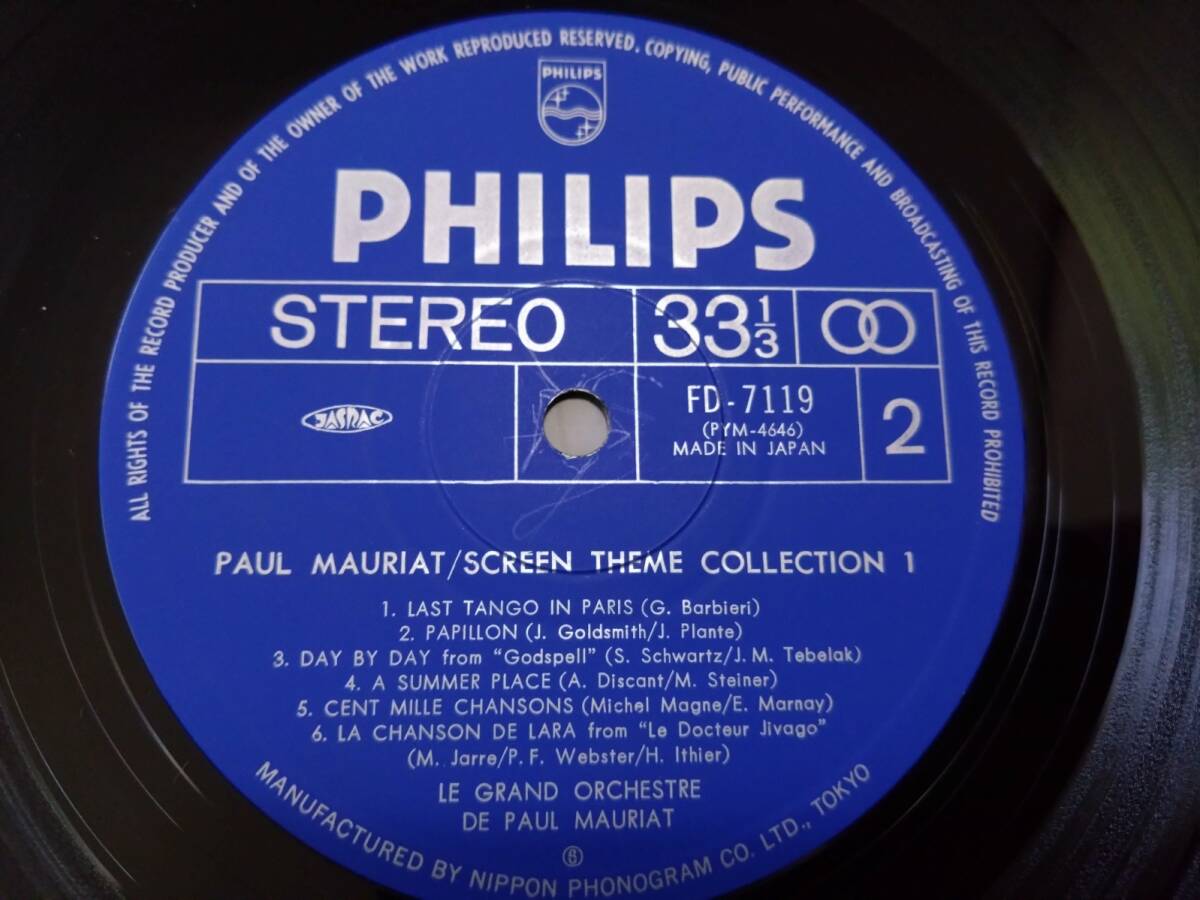 ALL RIGHTS OF THE RECORD PRODUCER AND OF THE OWNER OF THE WORK REPRODUCED RESERVED. COPYING, PUBLIC PERFORMANCE AND BROADCASTING OF THIS RECORD PROHIBITED
PHILIPS
PHILIPS
STEREO 33 1/3
JASRAC
FD-7119
(PYM-4646)
MADE IN JAPAN
2
PAUL MAURIAT/SCREEN THEME COLLECTION 1
1. LAST TANGO IN PARIS (G. Barbieri)
2. PAPILLON (J. Goldsmith/J. Plante)
3. DAY BY DAY from "Godspell" (S. Schwartz/J. M. Tebelak)
4. A SUMMER PLACE (A. Discant/M. Steiner)
5. CENT MILLE CHANSONS (Michel Magne/E. Marnay)
6. LA CHANSON DE LARA from "Le Docteur Jivago"
(M. Jarre/P. F. Webster/H. Ithier)
LE GRAND ORCHESTRE
DE PAUL MAURIAT
MANUFACTURED BY NIPPON PHONOGRAM CO. LTD., TOKYO